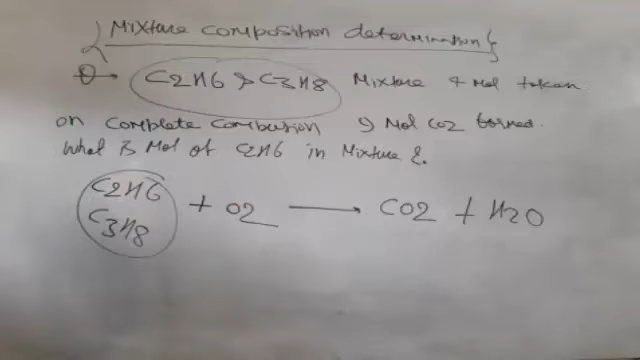 {Mixture composition determination}
Q→ C2H6 & C3H8 Mixture 4 Mol taken
on complete combusion 9 Mol CO2 formed.
What is Mol of C2H6 in Mixture &.
C2H6
C3H8 + O2 → CO2 + H2O